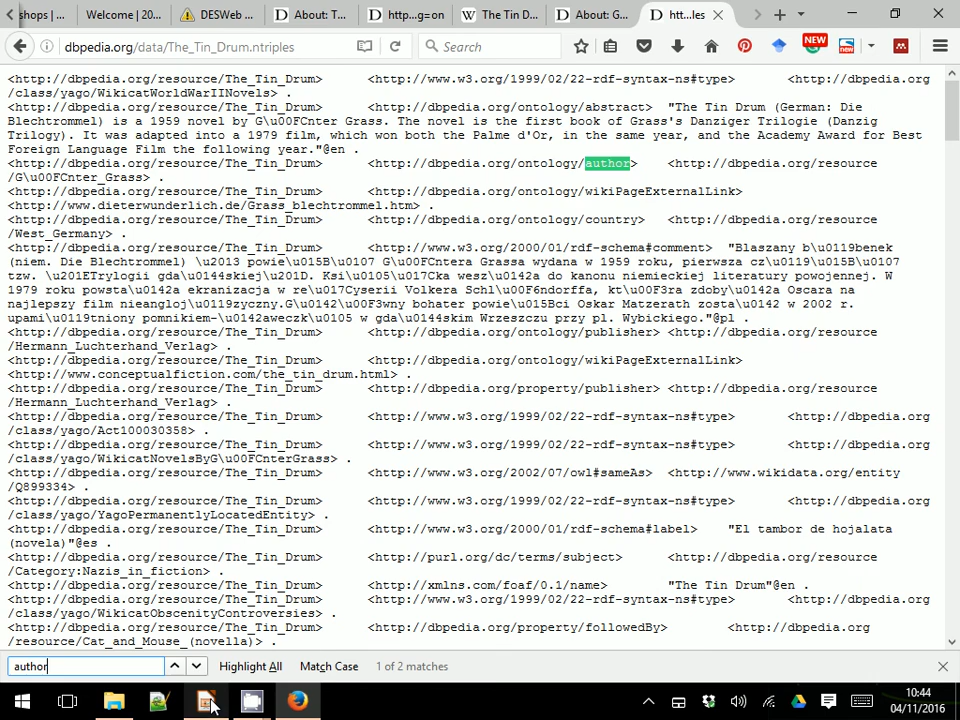 shops | ...
Welcome | 20...
DESWeb ...
About: T...
http...g=on
The Tin D...
About: G...
htt...les
dbpedia.org/data/The_Tin_Drum.ntriples
Search
NEW
<http://dbpedia.org/resource/The_Tin_Drum> <http://www.w3.org/1999/02/22-rdf-syntax-ns#type> <http://dbpedia.org
/class/yago/WikicatWorldWarIINovels> .
<http://dbpedia.org/resource/The_Tin_Drum> <http://dbpedia.org/ontology/abstract> "The Tin Drum (German: Die
Blechtrommel) is a 1959 novel by G\u00FCnter Grass. The novel is the first book of Grass's Danziger Trilogie (Danzig
Trilogy). It was adapted into a 1979 film, which won both the Palme d'Or, in the same year, and the Academy Award for Best
Foreign Language Film the following year."@en .
<http://dbpedia.org/resource/The_Tin_Drum> <http://dbpedia.org/ontology/author> <http://dbpedia.org/resource
/G\u00FCnter_Grass> .
<http://dbpedia.org/resource/The_Tin_Drum> <http://dbpedia.org/ontology/wikiPageExternalLink>
<http://www.dieterwunderlich.de/Grass_blechtrommel.htm> .
<http://dbpedia.org/resource/The_Tin_Drum> <http://dbpedia.org/ontology/country> <http://dbpedia.org/resource
/West_Germany> .
<http://dbpedia.org/resource/The_Tin_Drum> <http://www.w3.org/2000/01/rdf-schema#comment> "Blaszany b\u0119benek
(niem. Die Blechtrommel) \u2013 powie\u015B\u0107 G\u00FCntera Grassa wydana w 1959 roku, pierwsza cz\u0119\u015B\u0107
tzw. \u201ETrylogii gda\u0144skiej\u201D. Ksi\u0105\u017Cka wesz\u0142a do kanonu niemieckiej literatury powojennej. W
1979 roku powsta\u0142a ekranizacja w re\u017Cyserii Volkera Schl\u00F6ndorffa, kt\u00F3ra zdoby\u0142a Oscara na
najlepszy film nieangloj\u0119zyczny.G\u0142\u00F3wny bohater powie\u015Bci Oskar Matzerath zosta\u0142 w 2002 r.
upami\u0119tniony pomnikiem-\u0142aweczk\u0105 w gda\u0144skim Wrzeszczu przy pl. Wybickiego."@pl .
<http://dbpedia.org/resource/The_Tin_Drum> <http://dbpedia.org/ontology/publisher> <http://dbpedia.org/resource
/Hermann_Luchterhand_Verlag> .
<http://dbpedia.org/resource/The_Tin_Drum> <http://dbpedia.org/ontology/wikiPageExternalLink>
<http://www.conceptualfiction.com/the_tin_drum.html> .
<http://dbpedia.org/resource/The_Tin_Drum> <http://dbpedia.org/property/publisher> <http://dbpedia.org/resource
/Hermann_Luchterhand_Verlag> .
<http://dbpedia.org/resource/The_Tin_Drum> <http://www.w3.org/1999/02/22-rdf-syntax-ns#type> <http://dbpedia.org
/class/yago/Act100030358> .
<http://dbpedia.org/resource/The_Tin_Drum> <http://www.w3.org/1999/02/22-rdf-syntax-ns#type> <http://dbpedia.org
/class/yago/WikicatNovelsByG\u00FCnterGrass> .
<http://dbpedia.org/resource/The_Tin_Drum> <http://www.w3.org/2002/07/owl#sameAs> <http://www.wikidata.org/entity
/Q899334> .
<http://dbpedia.org/resource/The_Tin_Drum> <http://www.w3.org/1999/02/22-rdf-syntax-ns#type> <http://dbpedia.org
/class/yago/YagoPermanentlyLocatedEntity> .
<http://dbpedia.org/resource/The_Tin_Drum> <http://www.w3.org/2000/01/rdf-schema#label> "El tambor de hojalata
(novela)"@es .
<http://dbpedia.org/resource/The_Tin_Drum> <http://purl.org/dc/terms/subject> <http://dbpedia.org/resource
/Category:Nazis_in_fiction> .
<http://dbpedia.org/resource/The_Tin_Drum> <http://xmlns.com/foaf/0.1/name> "The Tin Drum"@en .
<http://dbpedia.org/resource/The_Tin_Drum> <http://www.w3.org/1999/02/22-rdf-syntax-ns#type> <http://dbpedia.org
/class/yago/WikicatObscenityControversies> .
<http://dbpedia.org/resource/The_Tin_Drum> <http://dbpedia.org/property/followedBy> <http://dbpedia.org
/resource/Cat_and_Mouse_(novella)> .
author
Highlight All
Match Case
1 of 2 matches
10:44
04/11/2016